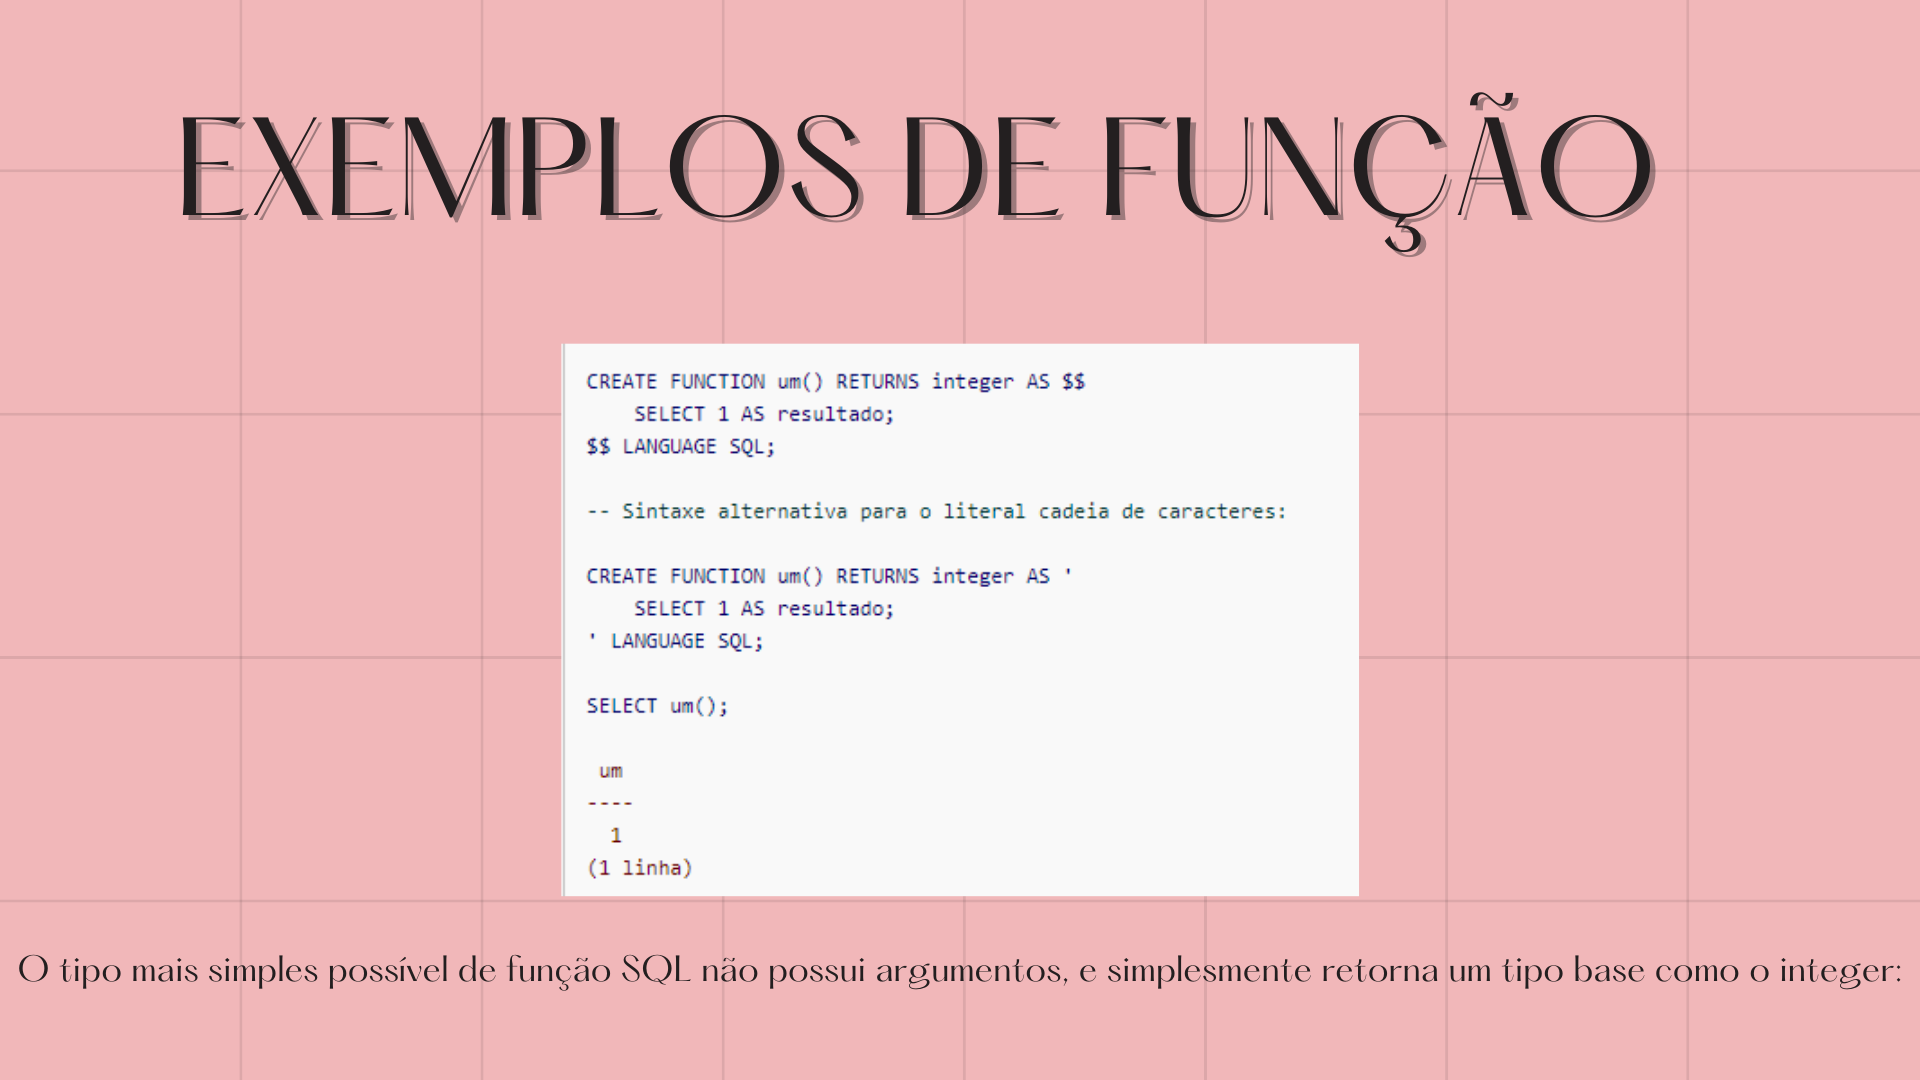 EXEMPLOS DE FUNÇÃO
CREATE FUNCTION um() RETURNS integer AS $$
    SELECT 1 AS resultado;
$$ LANGUAGE SQL;
-- Sintaxe alternativa para o literal cadeia de caracteres:
CREATE FUNCTION um() RETURNS integer AS '
    SELECT 1 AS resultado;
' LANGUAGE SQL;
SELECT um();
 um
----
  1
(1 linha)
O tipo mais simples possível de função SQL não possui argumentos, e simplesmente retorna um tipo base como o integer: